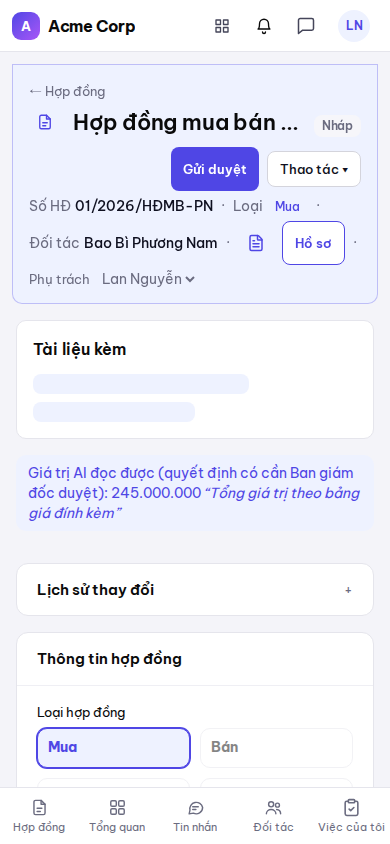 A Acme Corp LN
← Hợp đồng
Hợp đồng mua bán ... Nháp
Gửi duyệt Thao tác ▾
Số HĐ 01/2026/HĐMB-PN · Loại Mua ·
Đối tác Bao Bì Phương Nam · Hồ sơ ·
Phụ trách Lan Nguyễn
Tài liệu kèm
Giá trị AI đọc được (quyết định có cần Ban giám
đốc duyệt): 245.000.000 “Tổng giá trị theo bảng
giá đính kèm”
Lịch sử thay đổi +
Thông tin hợp đồng
Loại hợp đồng
Mua Bán
Hợp đồng Tổng quan Tin nhắn Đối tác Việc của tôi